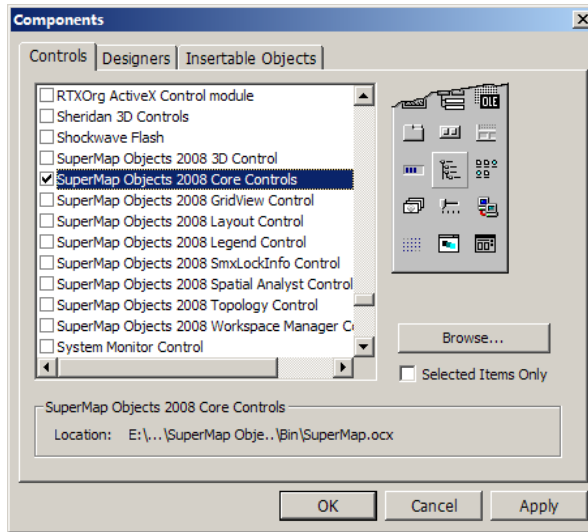 Components
Controls Designers Insertable Objects
RTXOrg ActiveX Control module
Sheridan 3D Controls
Shockwave Flash
SuperMap Objects 2008 3D Control
SuperMap Objects 2008 Core Controls
SuperMap Objects 2008 GridView Control
SuperMap Objects 2008 Layout Control
SuperMap Objects 2008 Legend Control
SuperMap Objects 2008 SmxLockInfo Control
SuperMap Objects 2008 Spatial Analyst Control
SuperMap Objects 2008 Topology Control
SuperMap Objects 2008 Workspace Manager
System Monitor Control
OLE
Browse...
Selected Items Only
SuperMap Objects 2008 Core Controls
Location: E:\...\SuperMap Obje..\Bin\SuperMap.ocx
OK Cancel Apply